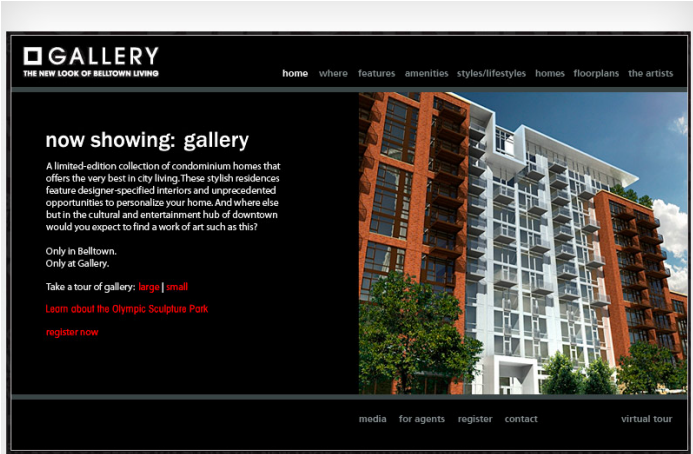 GALLERY
THE NEW LOOK OF BELLTOWN LIVING
home where features amenities styles/lifestyles homes floorplans the artists
now showing: gallery
A limited-edition collection of condominium homes that
offers the very best in city living. These stylish residences
feature designer-specified interiors and unprecedented
opportunities to personalize your home. And where else
but in the cultural and entertainment hub of downtown
would you expect to find a work of art such as this?
Only in Belltown.
Only at Gallery.
Take a tour of gallery: large | small
Learn about the Olympic Sculpture Park
register now
media for agents register contact virtual tour